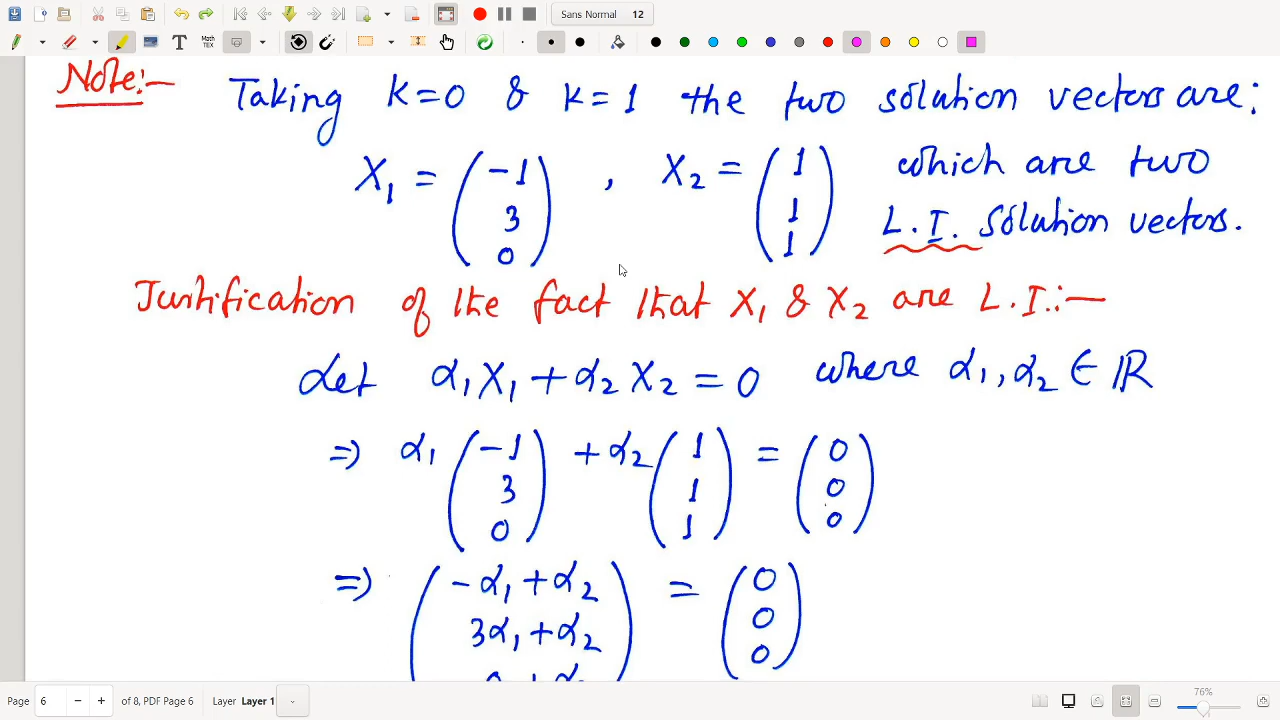 Sans Normal 12
Note:-
Taking k=0 & k=1 the two solution vectors are:
X₁ = (-1 3 0) , X₂ = (1 1 1) which are two
L.I. solution vectors.
Justification of the fact that X₁ & X₂ are L.I.:-
Let α₁X₁ + α₂X₂ = 0 where α₁, α₂ ∈ ℝ
⇒ α₁ (-1 3 0) + α₂ (1 1 1) = (0 0 0)
⇒ (-α₁ + α₂ 3α₁ + α₂ = (0 0 0)
Page 6 of 8, PDF Page 6 Layer Layer 1 76%